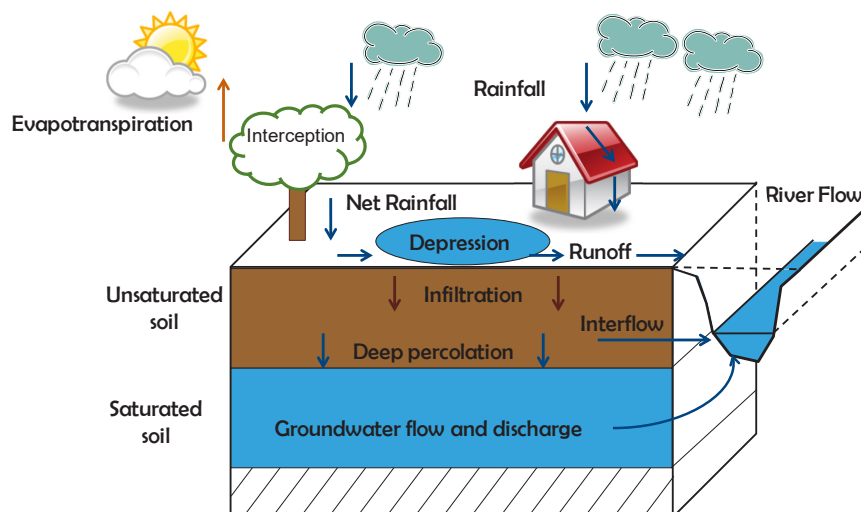 Rainfall
Evapotranspiration
Interception
River Flow
Net Rainfall
Depression
Runoff
Unsaturated
soil
Infiltration
Interflow
Deep percolation
Saturated
soil
Groundwater flow and discharge